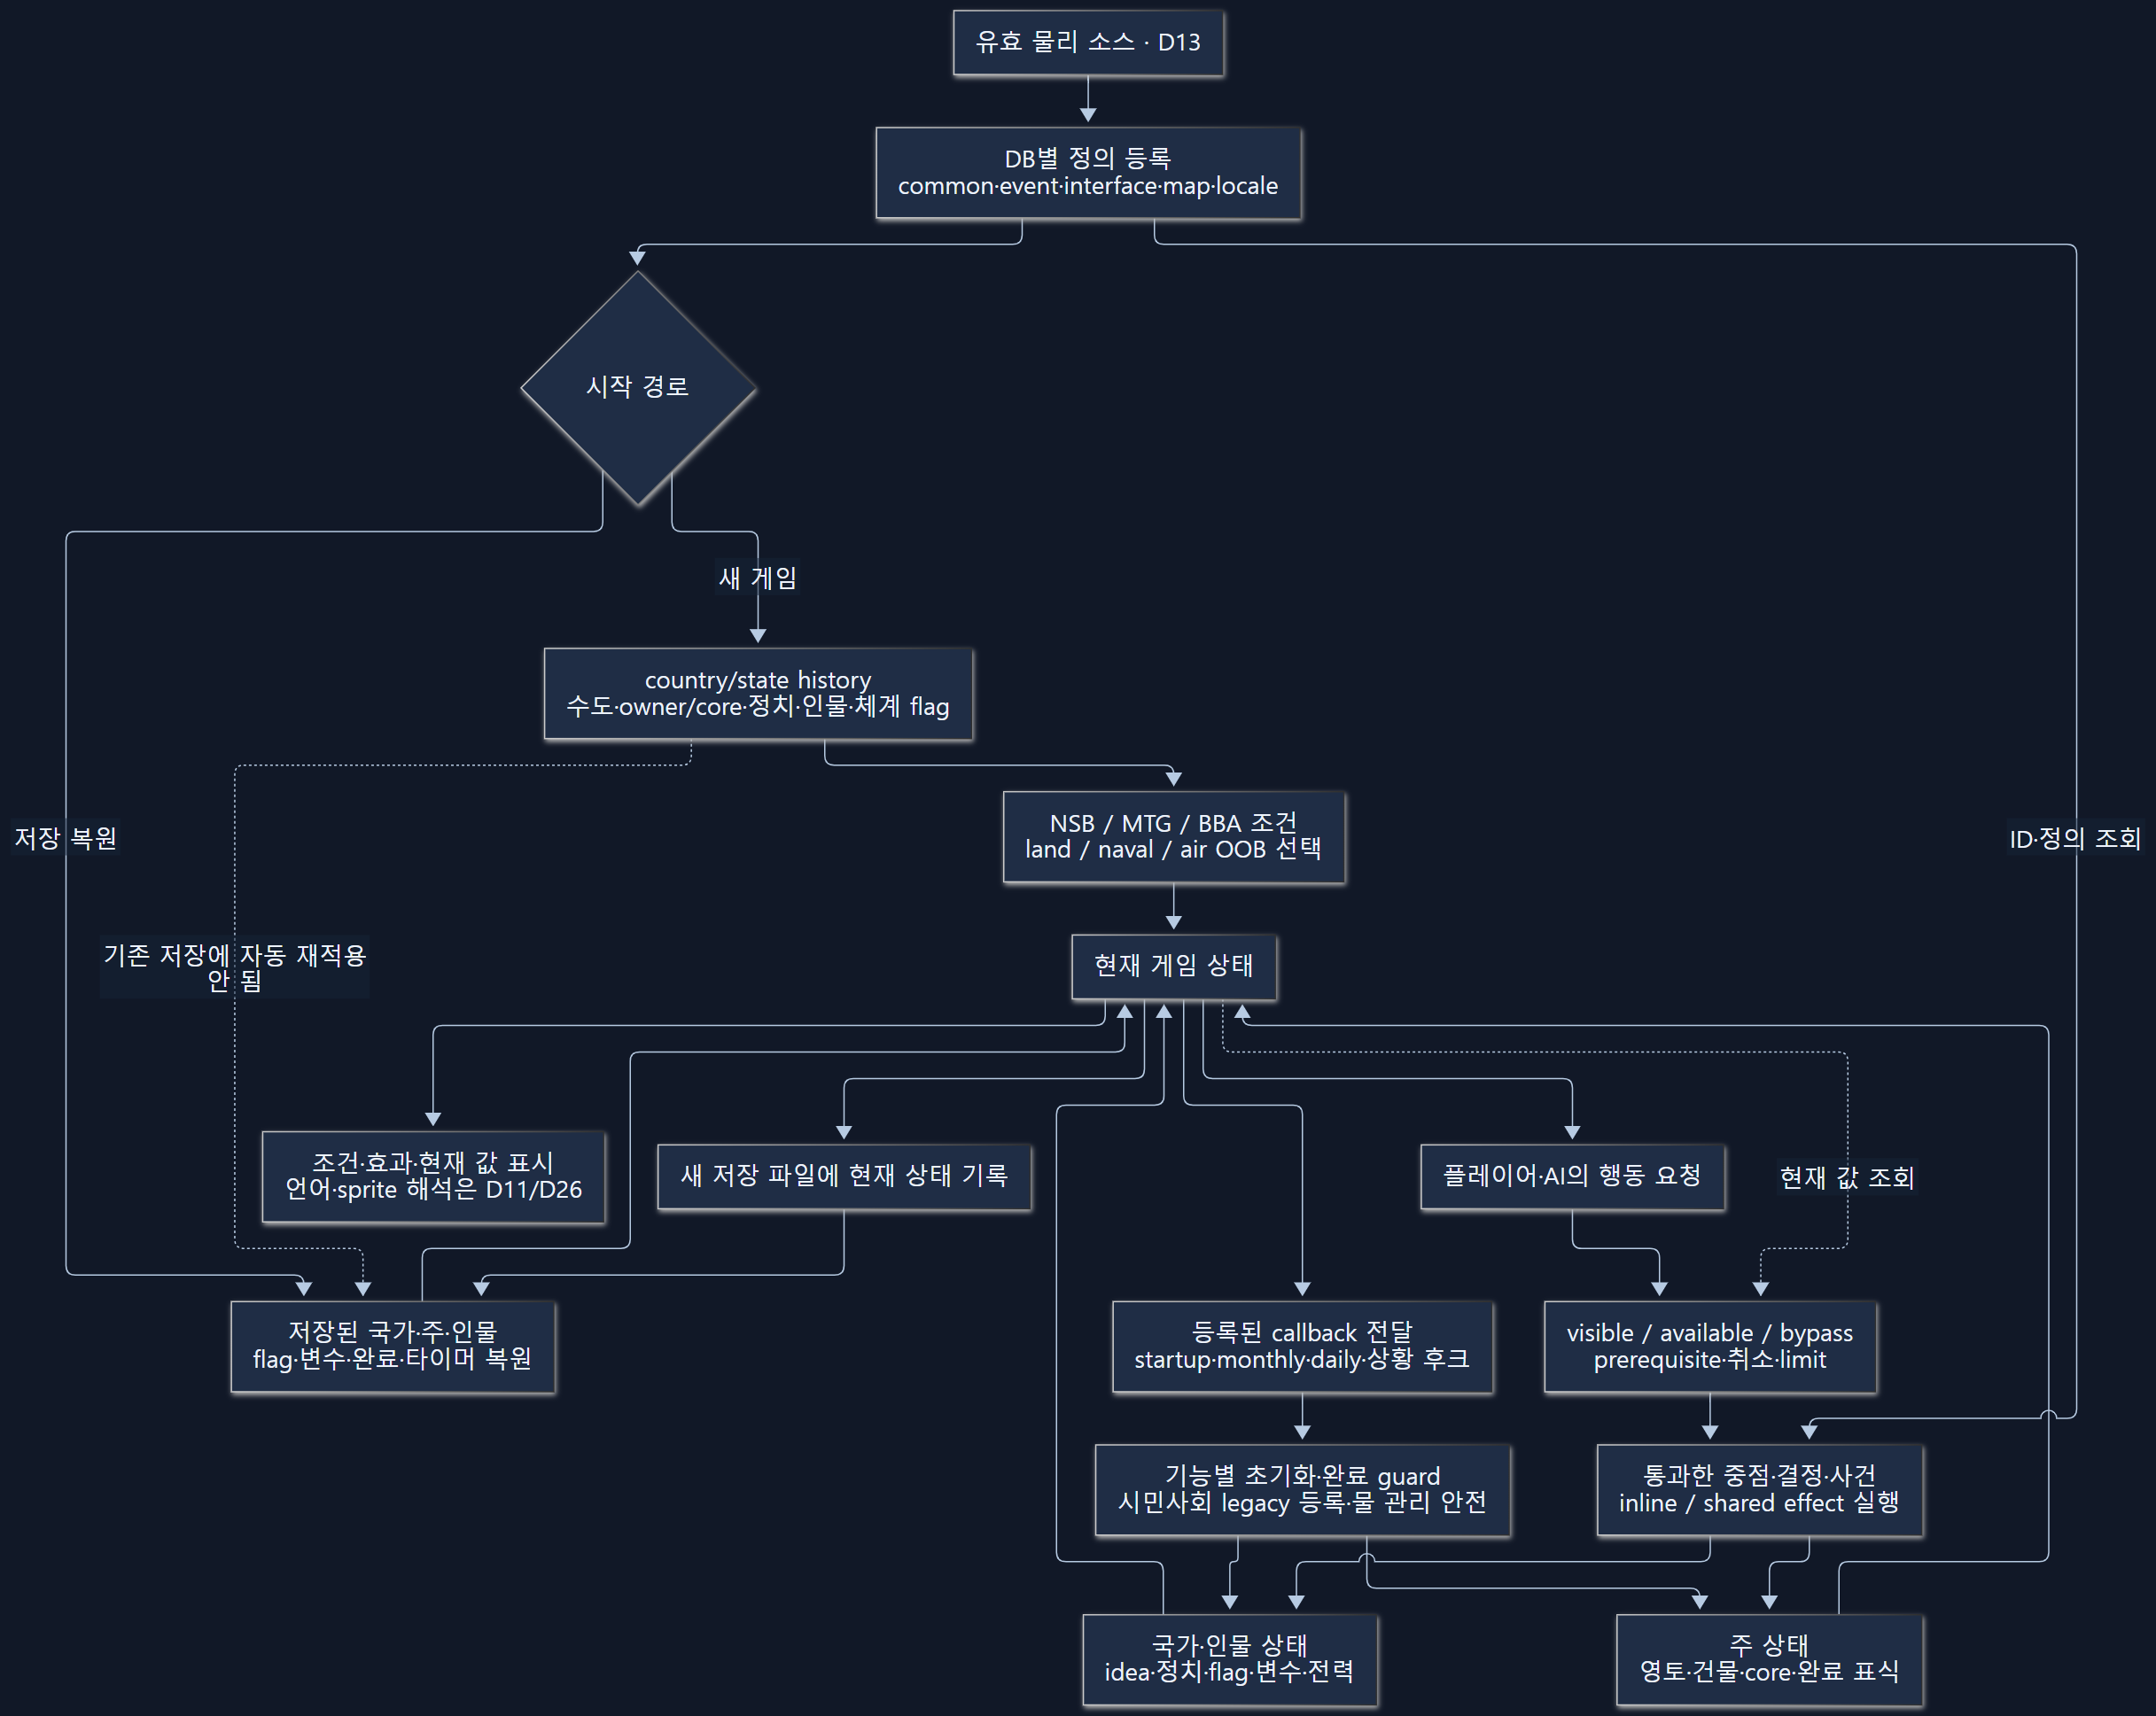 유효 물리 소스 · D13
DB별 정의 등록
common·event·interface·map·locale
시작 경로
새 게임
country/state history
수도·owner/core·정치·인물·체계 flag
NSB / MTG / BBA 조건
land / naval / air OOB 선택
저장 복원
ID·정의 조회
기존 저장에 자동 재적용
안 됨
현재 게임 상태
조건·효과·현재 값 표시
언어·sprite 해석은 D11/D26
새 저장 파일에 현재 상태 기록
플레이어·AI의 행동 요청
현재 값 조회
저장된 국가·주·인물
flag·변수·완료·타이머 복원
등록된 callback 전달
startup·monthly·daily·상황 후크
visible / available / bypass
prerequisite·취소·limit
기능별 초기화·완료 guard
시민사회 legacy 등록·물 관리 안전
통과한 중점·결정·사건
inline / shared effect 실행
국가·인물 상태
idea·정치·flag·변수·전력
주 상태
영토·건물·core·완료 표식